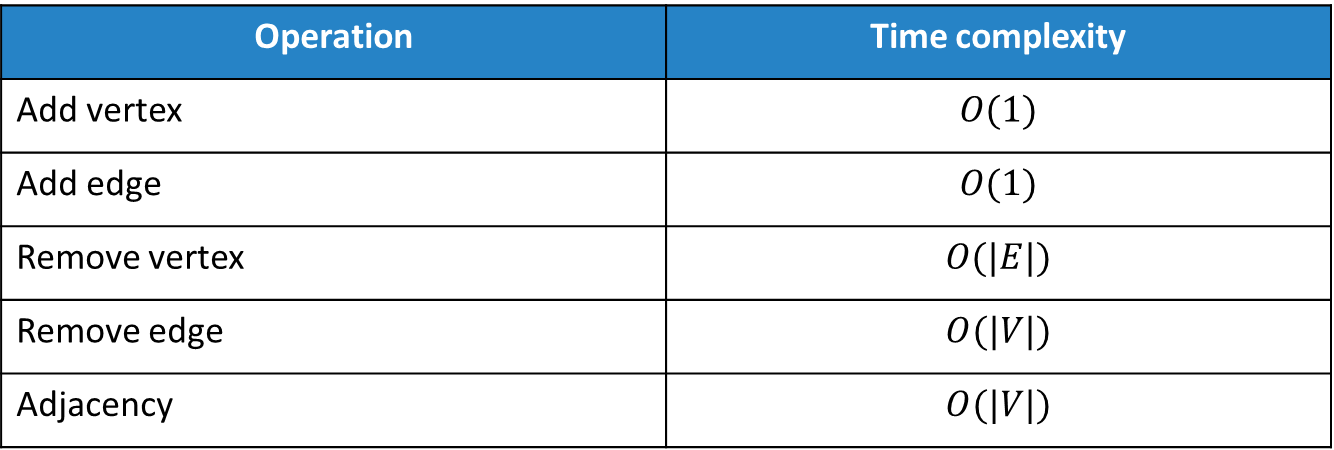 Operation Time complexity
Add vertex O(1)
Add edge O(1)
Remove vertex O(|E|)
Remove edge O(|V|)
Adjacency O(|V|)